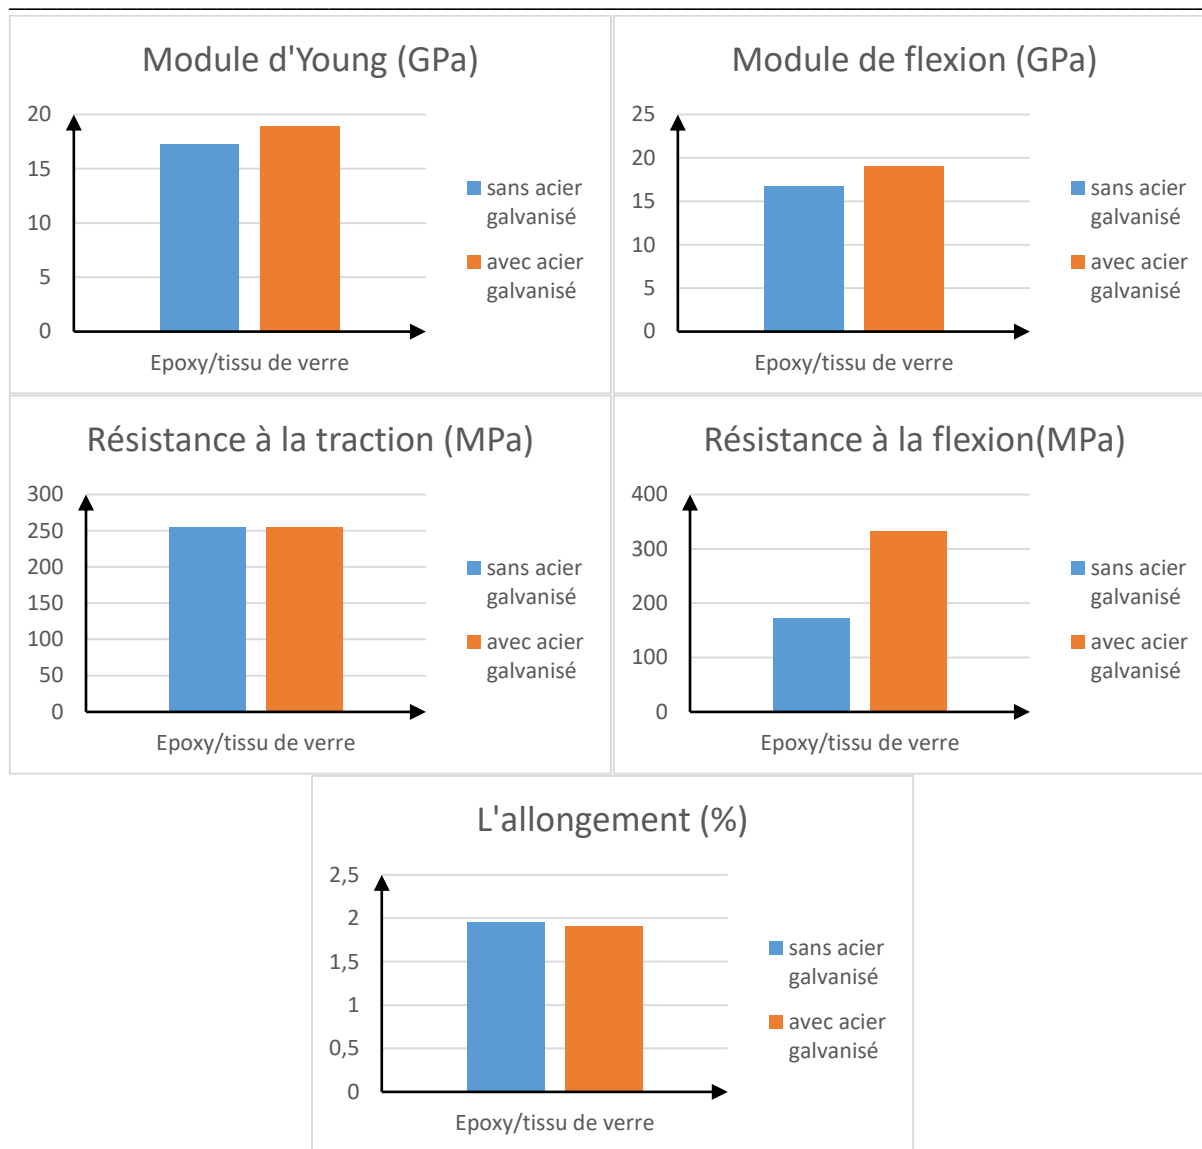 Module d'Young (GPa)
20
15
10
5
0
Epoxy/tissu de verre
sans acier
galvanisé
avec acier
galvanisé
Module de flexion (GPa)
25
20
15
10
5
0
Epoxy/tissu de verre
sans acier
galvanisé
avec acier
galvanisé
Résistance à la traction (MPa)
300
250
200
150
100
50
0
Epoxy/tissu de verre
sans acier
galvanisé
avec acier
galvanisé
Résistance à la flexion(MPa)
400
300
200
100
0
Epoxy/tissu de verre
sans acier
galvanisé
avec acier
galvanisé
L'allongement (%)
2,5
2
1,5
1
0,5
0
Epoxy/tissu de verre
sans acier
galvanisé
avec acier
galvanisé